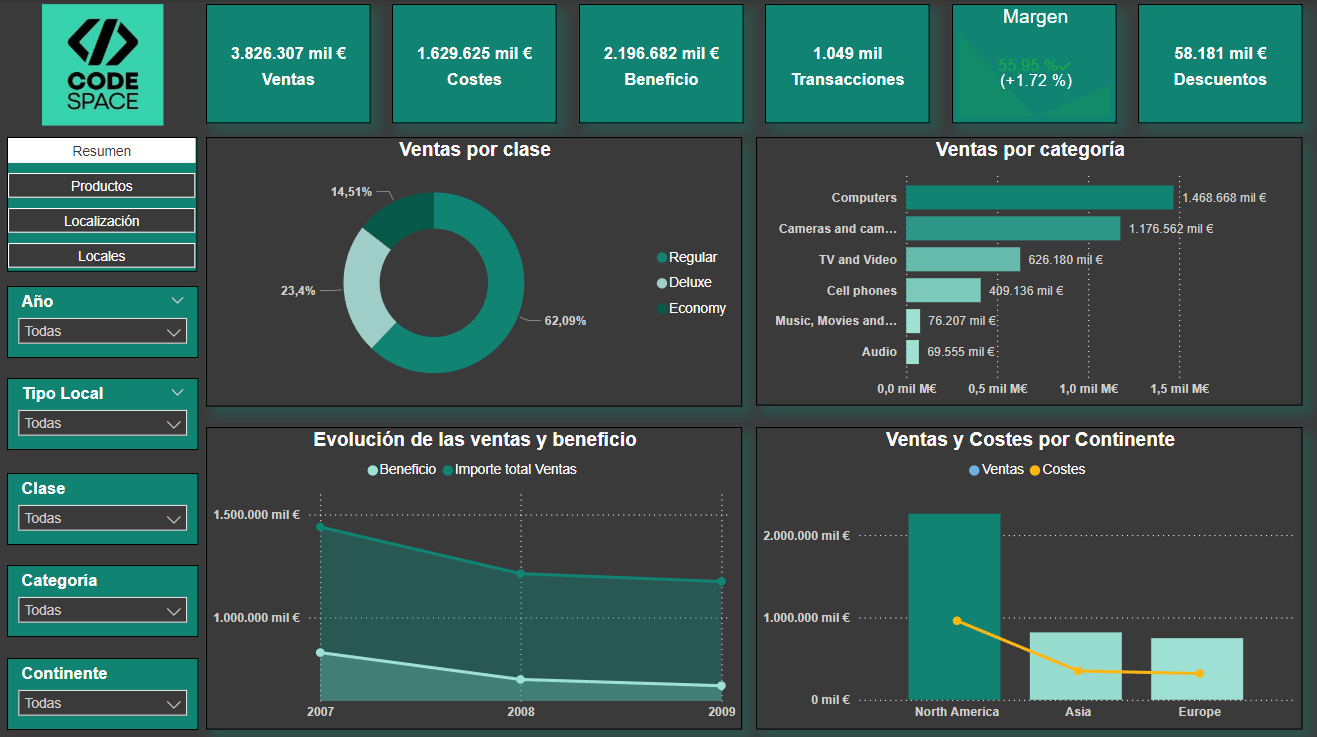 CODE
SPACE
3.826.307 mil €
Ventas
1.629.625 mil €
Costes
2.196.682 mil €
Beneficio
1.049 mil
Transacciones
Margen
55.95 %
(+1.72 %)
58.181 mil €
Descuentos
Resumen
Productos
Localización
Locales
Año
Todas
Tipo Local
Todas
Clase
Todas
Categoría
Todas
Continente
Todas
Ventas por clase
14,51%
23,4%
62,09%
Regular
Deluxe
Economy
Ventas por categoría
Computers
1.468.668 mil €
Cameras and cam...
1.176.562 mil €
TV and Video
626.180 mil €
Cell phones
409.136 mil €
Music, Movies and...
76.207 mil €
Audio
69.555 mil €
0,0 mil M€ 0,5 mil M€ 1,0 mil M€ 1,5 mil M€
Evolución de las ventas y beneficio
Beneficio Importe total Ventas
1.500.000 mil €
1.000.000 mil €
2007 2008 2009
Ventas y Costes por Continente
Ventas Costes
2.000.000 mil €
1.000.000 mil €
0 mil €
North America Asia Europe